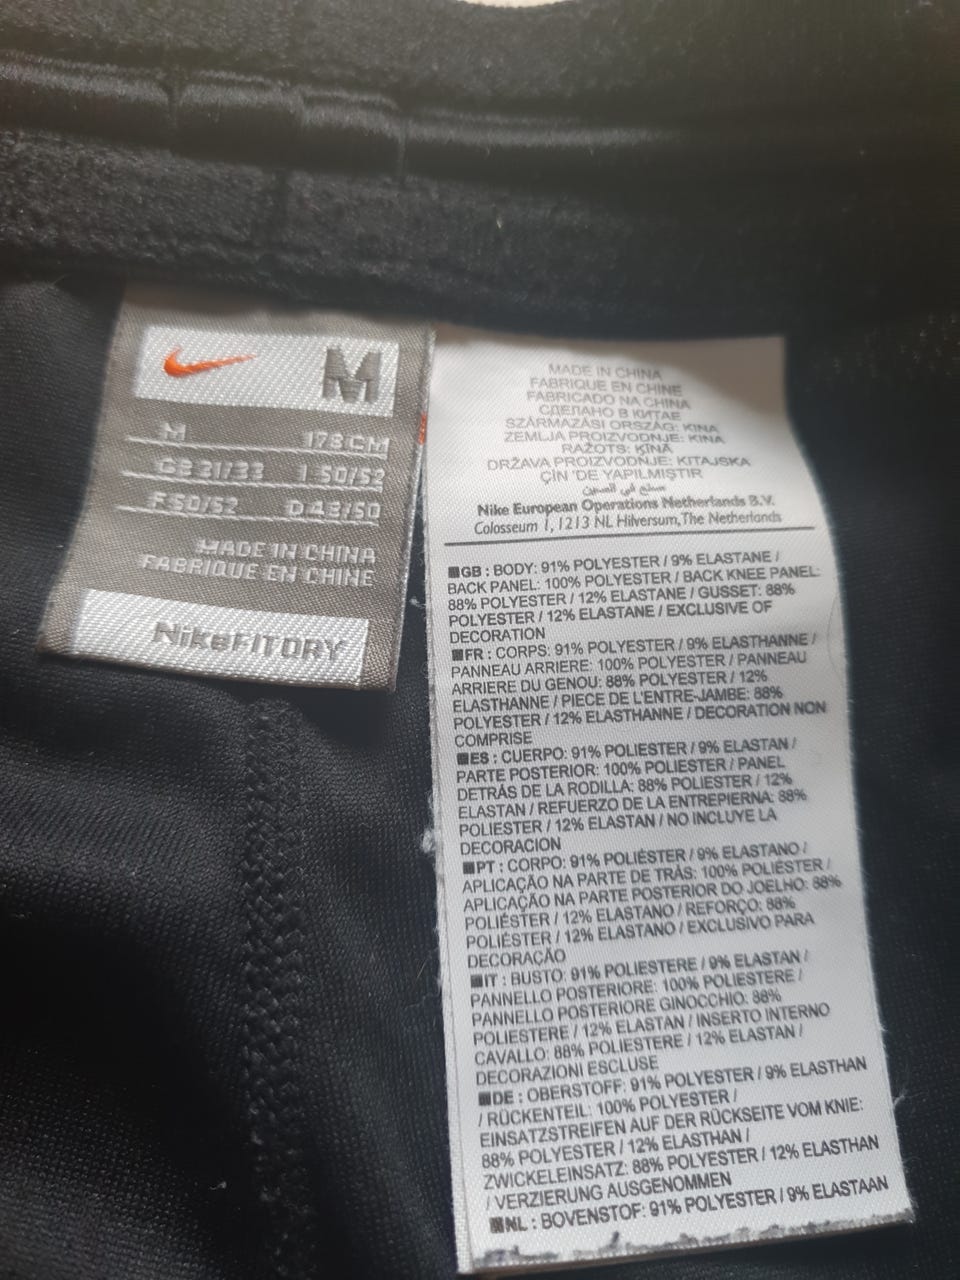 M
M 178 CM
GB 31/33 I 50/52
F 50/52 D 48/50
MADE IN CHINA
FABRIQUE EN CHINE
NikeFITDRY
MADE IN CHINA
FABRIQUE EN CHINE
FABRICADO NA CHINA
СДЕЛАНО В КИТАЕ
SZÁRMAZÁSI ORSZÁG: KINA
ZEMLJA PROIZVODNJE: KINA
RAŽOTS: ĶĪNĀ
DRŽAVA PROIZVODNJE: KITAJSKA
ÇİN 'DE YAPILMIŞTIR
صنع في الصين
Nike European Operations Netherlands B.V.
Colosseum 1, 1213 NL Hilversum, The Netherlands
■GB : BODY: 91% POLYESTER / 9% ELASTANE /
BACK PANEL: 100% POLYESTER / BACK KNEE PANEL:
88% POLYESTER / 12% ELASTANE / GUSSET: 88%
POLYESTER / 12% ELASTANE / EXCLUSIVE OF
DECORATION
■FR : CORPS: 91% POLYESTER / 9% ELASTHANNE /
PANNEAU ARRIERE: 100% POLYESTER / PANNEAU
ARRIERE DU GENOU: 88% POLYESTER / 12%
ELASTHANNE / PIECE DE L'ENTRE-JAMBE: 88%
POLYESTER / 12% ELASTHANNE / DECORATION NON
COMPRISE
■ES : CUERPO: 91% POLIESTER / 9% ELASTAN /
PARTE POSTERIOR: 100% POLIESTER / PANEL
DETRÁS DE LA RODILLA: 88% POLIESTER / 12%
ELASTAN / REFUERZO DE LA ENTREPIERNA: 88%
POLIESTER / 12% ELASTAN / NO INCLUYE LA
DECORACION
■PT : CORPO: 91% POLIÉSTER / 9% ELASTANO /
APLICAÇÃO NA PARTE DE TRÁS: 100% POLIÉSTER /
APLICAÇÃO NA PARTE POSTERIOR DO JOELHO: 88%
POLIÉSTER / 12% ELASTANO / REFORÇO: 88%
POLIÉSTER / 12% ELASTANO / EXCLUSIVO PARA
DECORAÇÃO
■IT : BUSTO: 91% POLIESTERE / 9% ELASTAN /
PANNELLO POSTERIORE: 100% POLIESTERE /
PANNELLO POSTERIORE GINOCCHIO: 88%
POLIESTERE / 12% ELASTAN / INSERTO INTERNO
CAVALLO: 88% POLIESTERE / 12% ELASTAN /
DECORAZIONI ESCLUSE
■DE : OBERSTOFF: 91% POLYESTER / 9% ELASTHAN
/ RÜCKENTEIL: 100% POLYESTER /
EINSATZSTREIFEN AUF DER RÜCKSEITE VOM KNIE:
88% POLYESTER / 12% ELASTHAN /
ZWICKELEINSATZ: 88% POLYESTER / 12% ELASTHAN
/ VERZIERUNG AUSGENOMMEN
■NL : BOVENSTOF: 91% POLYESTER / 9% ELASTAAN